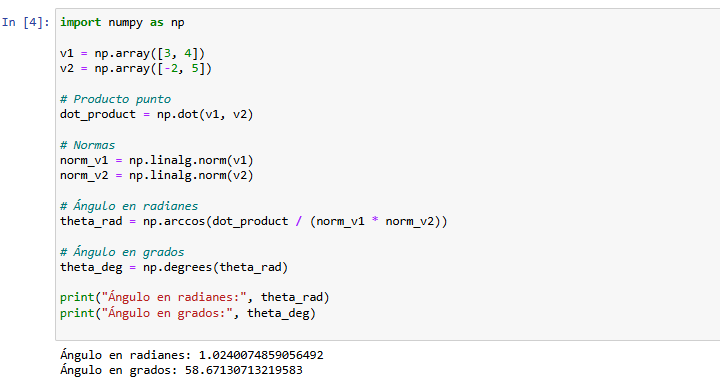 In [4]: import numpy as np
v1 = np.array([3, 4])
v2 = np.array([-2, 5])
# Producto punto
dot_product = np.dot(v1, v2)
# Normas
norm_v1 = np.linalg.norm(v1)
norm_v2 = np.linalg.norm(v2)
# Ángulo en radianes
theta_rad = np.arccos(dot_product / (norm_v1 * norm_v2))
# Ángulo en grados
theta_deg = np.degrees(theta_rad)
print("Ángulo en radianes:", theta_rad)
print("Ángulo en grados:", theta_deg)
Ángulo en radianes: 1.0240074859056492
Ángulo en grados: 58.67130713219583